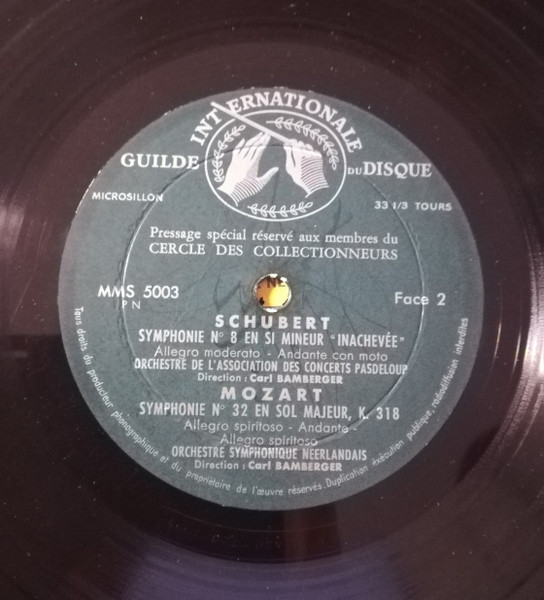 INTERNATIONALE
GUILDE DU DISQUE
MICROSILLON
33 1/3 TOURS
Pressage spécial réservé aux membres du
CERCLE DES COLLECTIONNEURS
MMS 5003
PN
Face 2
SCHUBERT
SYMPHONIE Nº 8 EN SI MINEUR "INACHEVÉE"
Allegro moderato - Andante con moto
ORCHESTRE DE L'ASSOCIATION DES CONCERTS PASDELOUP
Direction : Carl BAMBERGER
MOZART
SYMPHONIE Nº 32 EN SOL MAJEUR, K. 318
Allegro spiritoso - Andante -
Allegro spiritoso
ORCHESTRE SYMPHONIQUE NEERLANDAIS
Direction : Carl BAMBERGER
Tous droits du producteur phonographique et du propriétaire de l'œuvre réservés. Duplication exécution publique, radiodiffusion interdites